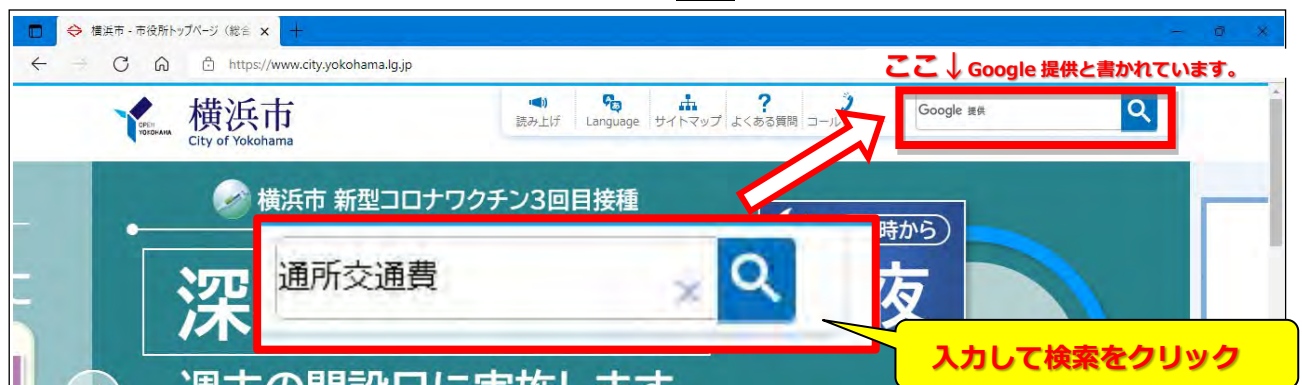 横浜市 - 市役所トップページ（総合
https://www.city.yokohama.lg.jp
ここ↓Google 提供と書かれています。
OPEN YOKOHAMA
横浜市
City of Yokohama
読み上げ
Language
サイトマップ
よくある質問
コール
Google 提供
横浜市 新型コロナワクチン3回目接種
時から
通所交通費
深
夜
入力して検索をクリック
週末の開設日に実施します